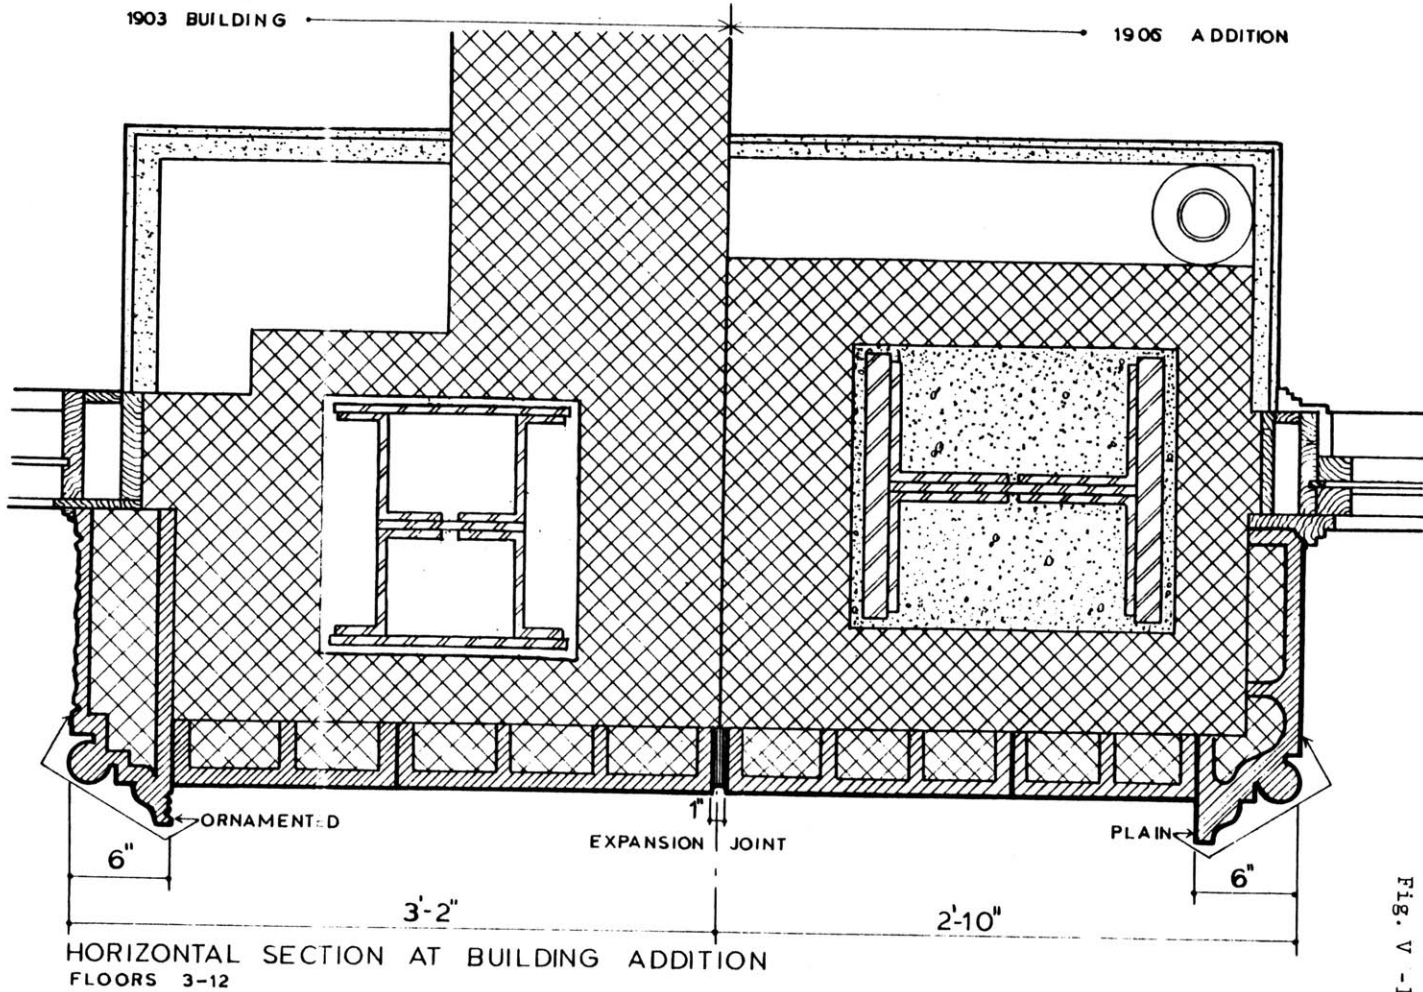 1903 BUILDING
1906 ADDITION
ORNAMENTED
1"
EXPANSION JOINT
PLAIN
6"
6"
3'-2"
2'-10"
HORIZONTAL SECTION AT BUILDING ADDITION
FLOORS 3-12
Fig. V -1